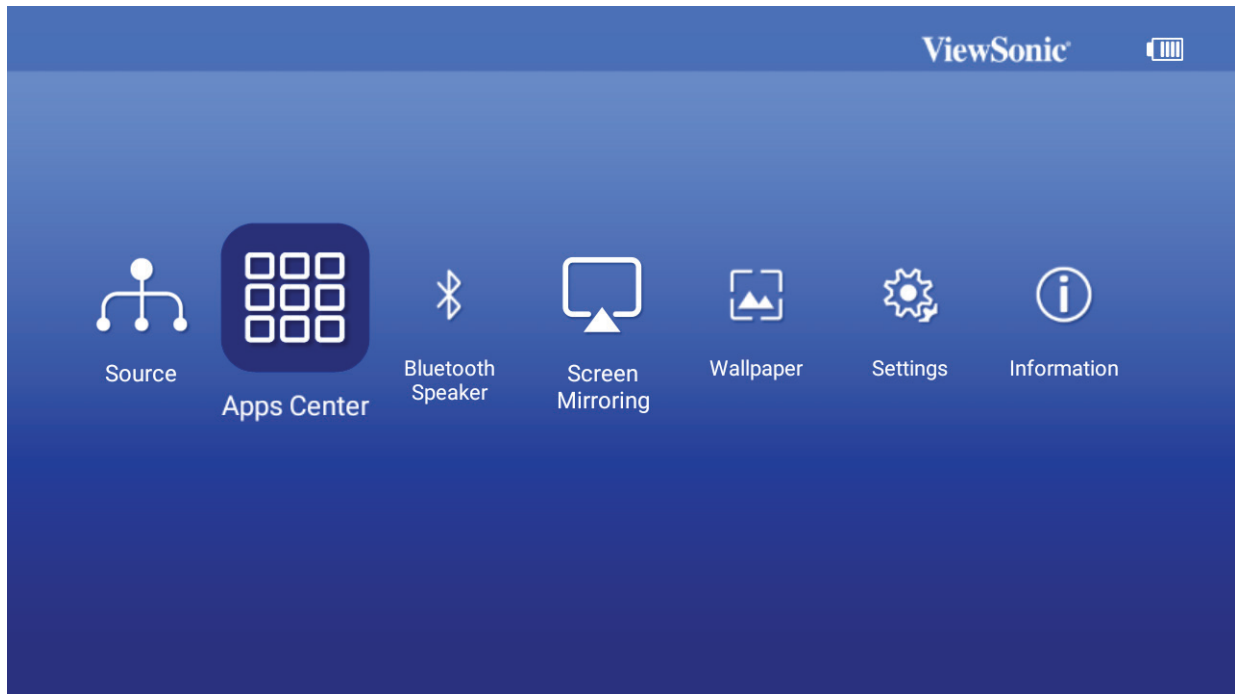 ViewSonic
Source
Apps Center
Bluetooth
Speaker
Screen
Mirroring
Wallpaper
Settings
Information